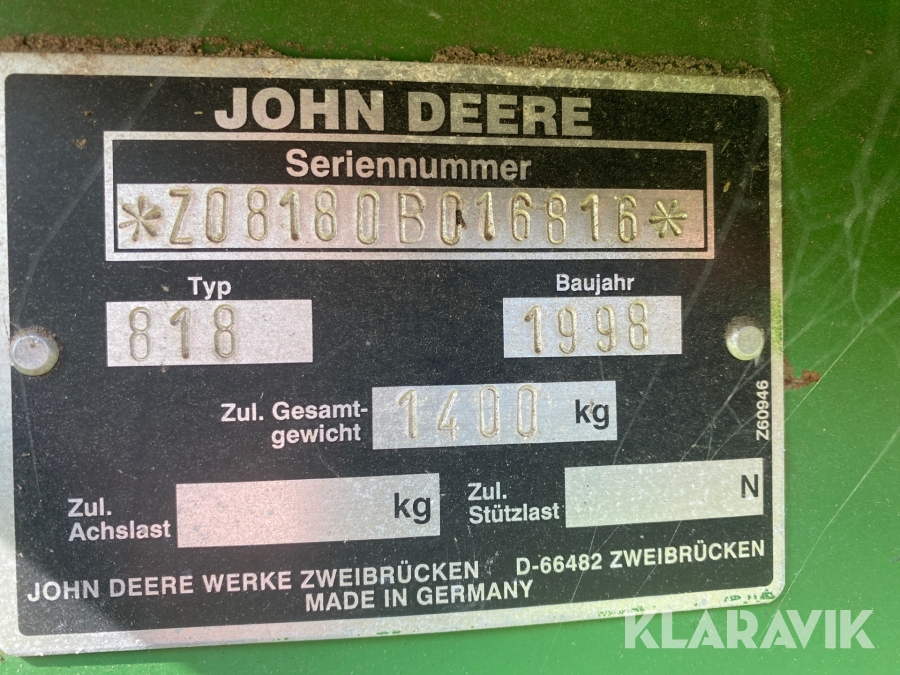 JOHN DEERE
Seriennummer
*Z08180B016816*
Typ
Baujahr
818
1998
Zul. Gesamt-
gewicht
1400 kg
Z60946
Zul.
Achslast
kg
Zul.
Stützlast
N
JOHN DEERE WERKE ZWEIBRÜCKEN D-66482 ZWEIBRÜCKEN
MADE IN GERMANY
KLARAVIK